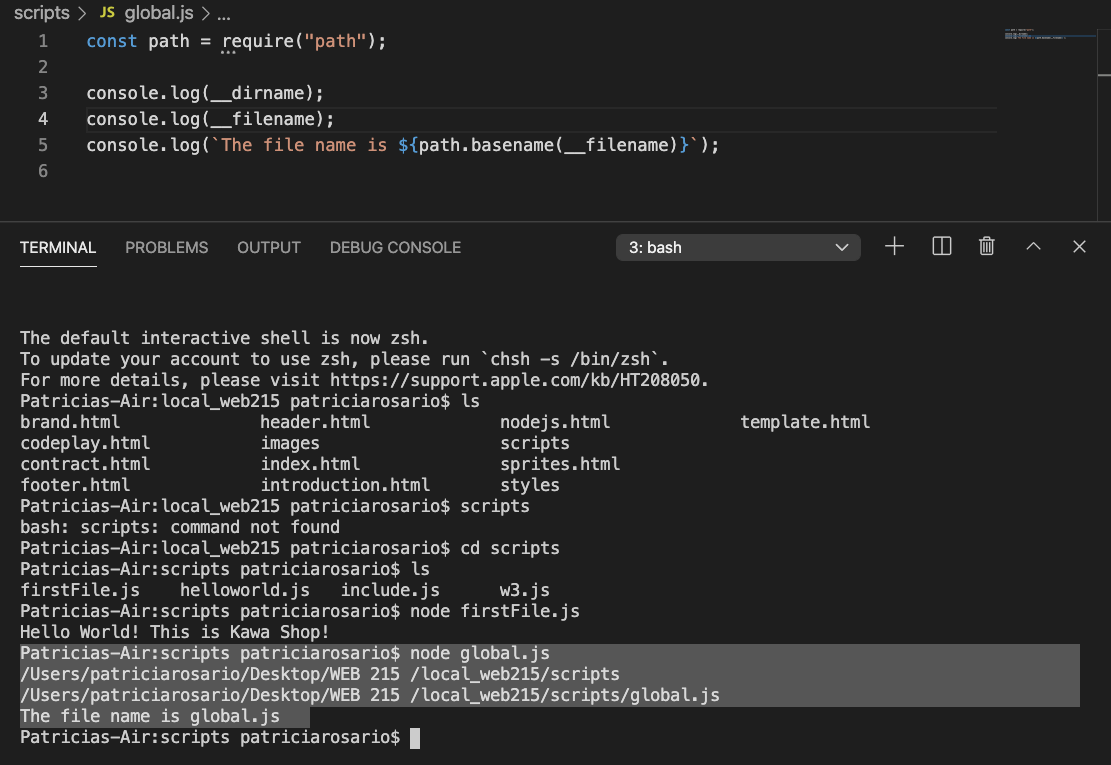 scripts > JS global.js > ...
1 const path = require("path");
2
3 console.log(__dirname);
4 console.log(__filename);
5 console.log(`The file name is ${path.basename(__filename)}`);
6
TERMINAL PROBLEMS OUTPUT DEBUG CONSOLE 3: bash
The default interactive shell is now zsh.
To update your account to use zsh, please run `chsh -s /bin/zsh`.
For more details, please visit https://support.apple.com/kb/HT208050.
Patricias-Air:local_web215 patriciarosario$ ls
brand.html header.html nodejs.html template.html
codeplay.html images scripts
contract.html index.html sprites.html
footer.html introduction.html styles
Patricias-Air:local_web215 patriciarosario$ scripts
bash: scripts: command not found
Patricias-Air:local_web215 patriciarosario$ cd scripts
Patricias-Air:scripts patriciarosario$ ls
firstFile.js helloworld.js include.js w3.js
Patricias-Air:scripts patriciarosario$ node firstFile.js
Hello World! This is Kawa Shop!
Patricias-Air:scripts patriciarosario$ node global.js
/Users/patriciarosario/Desktop/WEB 215 /local_web215/scripts
/Users/patriciarosario/Desktop/WEB 215 /local_web215/scripts/global.js
The file name is global.js
Patricias-Air:scripts patriciarosario$